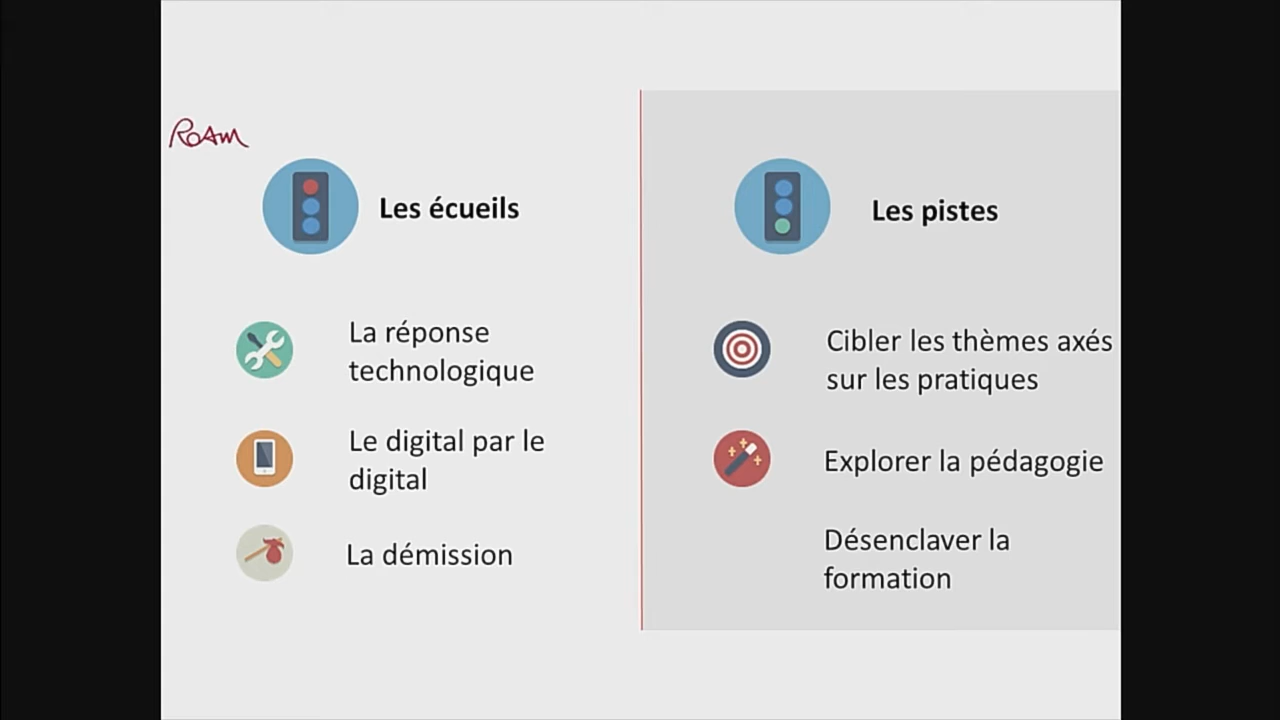 ROAM
Les écueils
La réponse
technologique
Le digital par le
digital
La démission
Les pistes
Cibler les thèmes axés
sur les pratiques
Explorer la pédagogie
Désenclaver la
formation